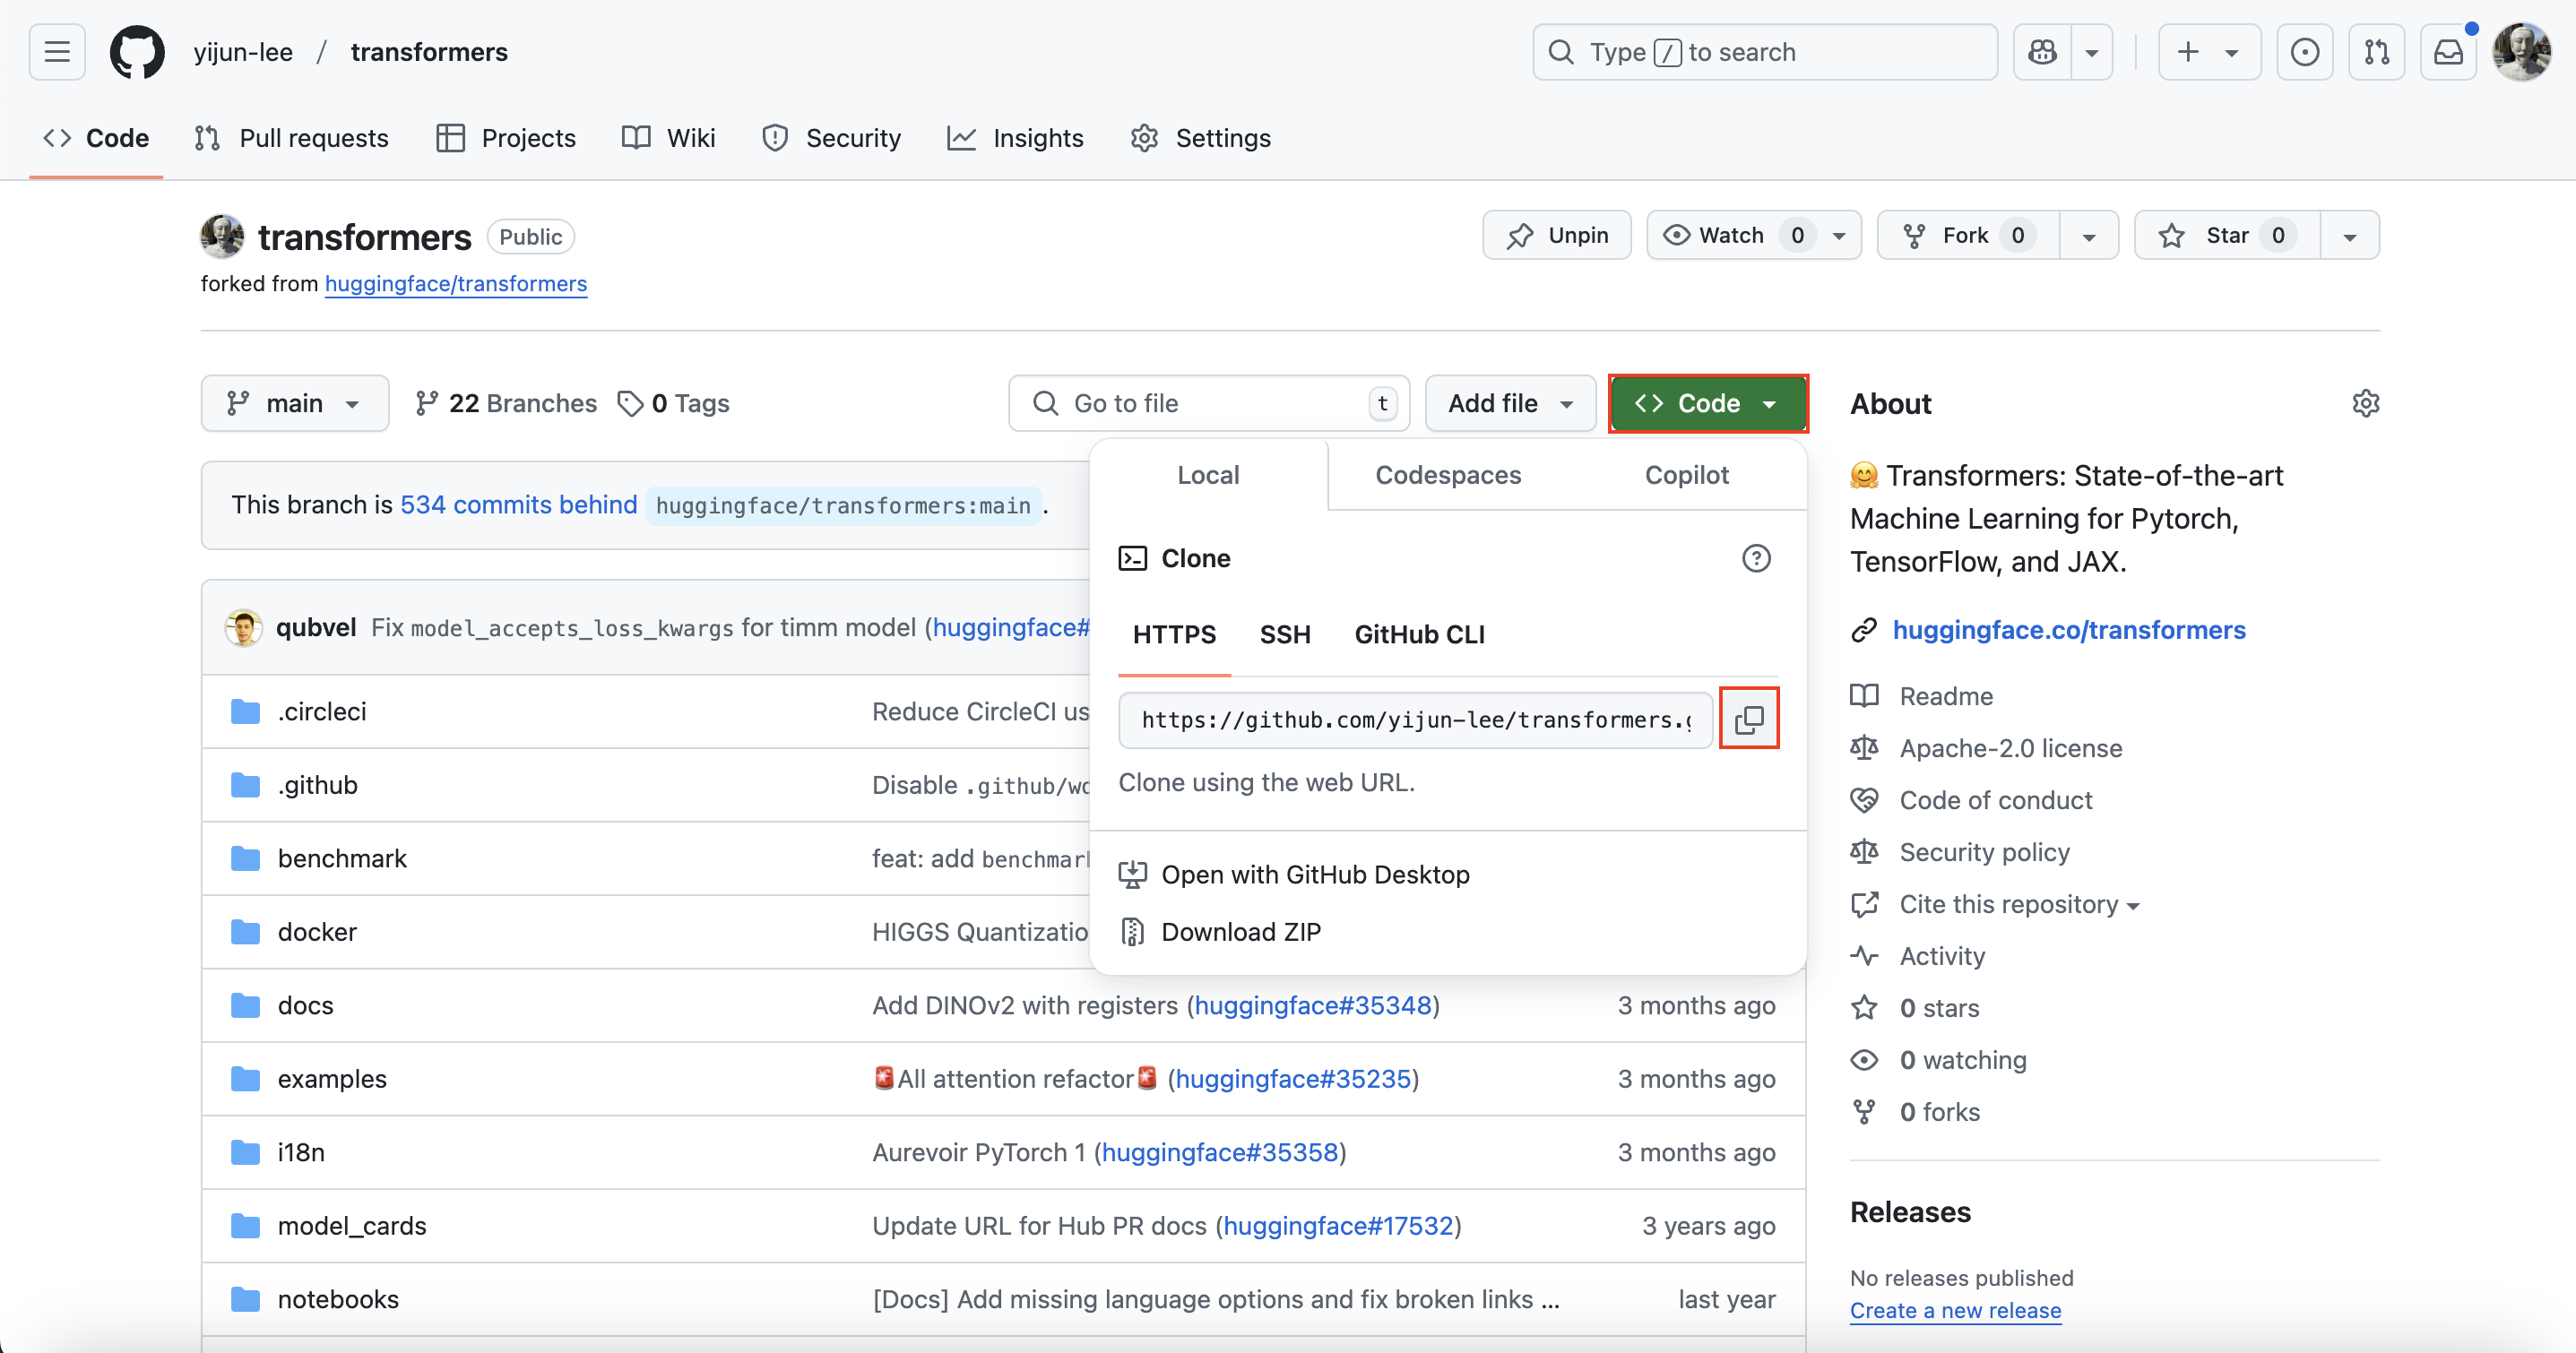 yijun-lee / transformers
Type / to search
Code
Pull requests
Projects
Wiki
Security
Insights
Settings
transformers Public
Unpin
Watch 0
Fork 0
Star 0
forked from huggingface/transformers
main
22 Branches
0 Tags
Go to file t
Add file
Code
About
Local
Codespaces
Copilot
This branch is 534 commits behind huggingface/transformers:main .
Clone
HTTPS
SSH
GitHub CLI
https://github.com/yijun-lee/transformers.g
Clone using the web URL.
Open with GitHub Desktop
Download ZIP
qubvel Fix model_accepts_loss_kwargs for timm model (huggingface#
.circleci Reduce CircleCI us
.github Disable .github/wo
benchmark feat: add benchmar
docker HIGGS Quantizatio
docs Add DINOv2 with registers (huggingface#35348) 3 months ago
examples 🚨All attention refactor🚨 (huggingface#35235) 3 months ago
i18n Aurevoir PyTorch 1 (huggingface#35358) 3 months ago
model_cards Update URL for Hub PR docs (huggingface#17532) 3 years ago
notebooks [Docs] Add missing language options and fix broken links ... last year
🤗 Transformers: State-of-the-art
Machine Learning for Pytorch,
TensorFlow, and JAX.
huggingface.co/transformers
Readme
Apache-2.0 license
Code of conduct
Security policy
Cite this repository
Activity
0 stars
0 watching
0 forks
Releases
No releases published
Create a new release